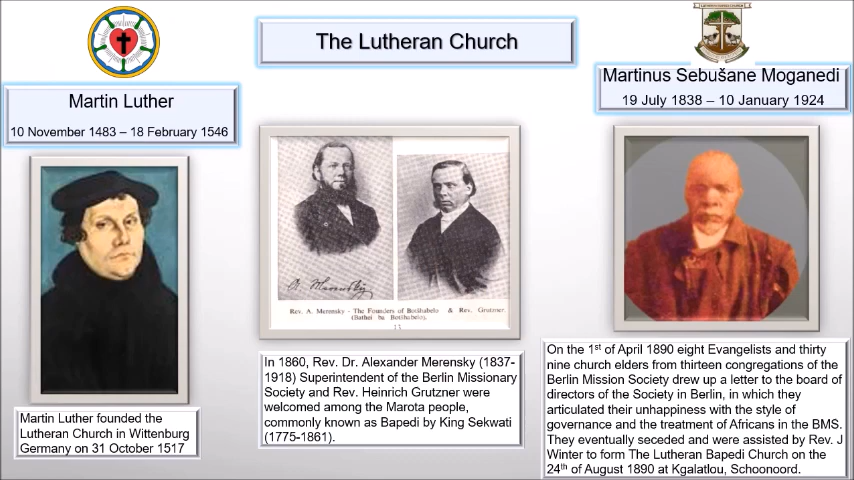 The Lutheran Church
Martin Luther
10 November 1483 – 18 February 1546
Martinus Sebušane Moganedi
19 July 1838 – 10 January 1924
A. Merensky
Rev. A. Merensky - The Founders of Botšhabelo & Rev. Grutzner.
(Bathai ba Botšhabelo).
Martin Luther founded the
Lutheran Church in Wittenburg
Germany on 31 October 1517
In 1860, Rev. Dr. Alexander Merensky (1837-
1918) Superintendent of the Berlin Missionary
Society and Rev. Heinrich Grutzner were
welcomed among the Marota people,
commonly known as Bapedi by King Sekwati
(1775-1861).
On the 1st of April 1890 eight Evangelists and thirty
nine church elders from thirteen congregations of the
Berlin Mission Society drew up a letter to the board of
directors of the Society in Berlin, in which they
articulated their unhappiness with the style of
governance and the treatment of Africans in the BMS.
They eventually seceded and were assisted by Rev. J
Winter to form The Lutheran Bapedi Church on the
24th of August 1890 at Kgalatlou, Schoonoord.